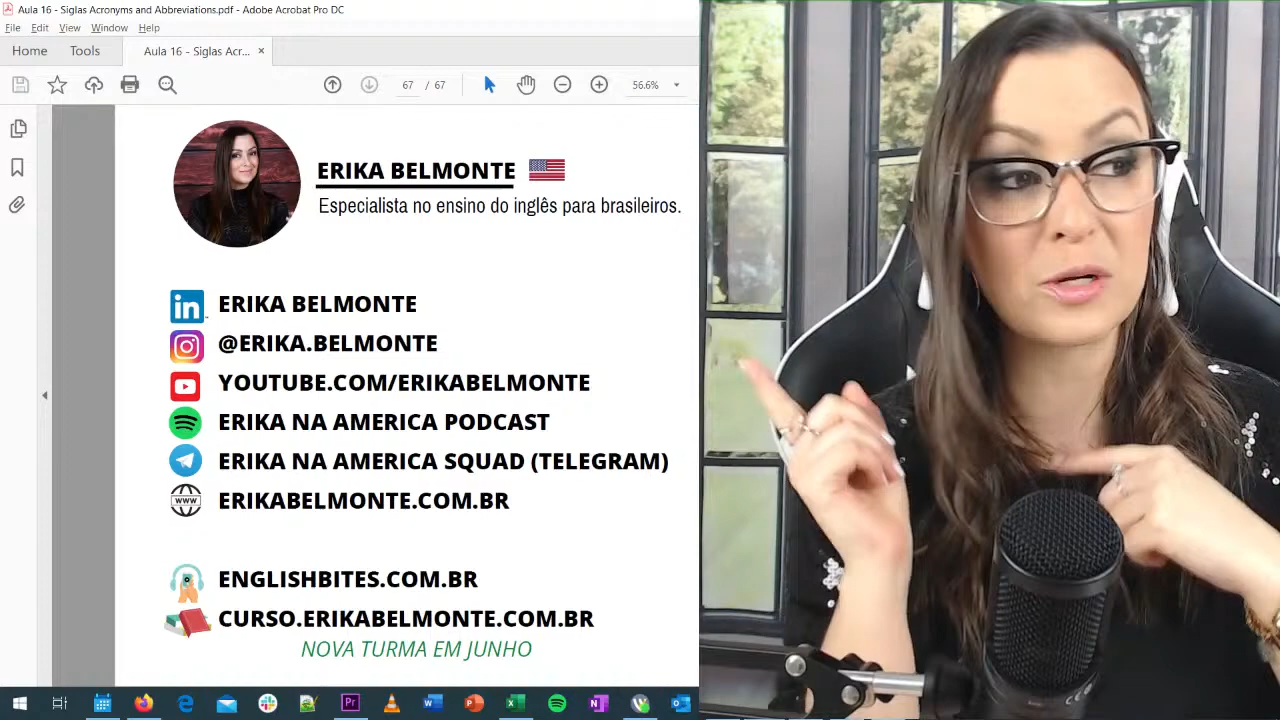 Aula 16 - Siglas Acronyms and Abbreviations.pdf - Adobe Acrobat Pro DC
File Edit View Window Help
Home Tools Aula 16 - Siglas Acr... ×
67 / 67 56.6%
ERIKA BELMONTE
Especialista no ensino do inglês para brasileiros.
in ERIKA BELMONTE
@ERIKA.BELMONTE
YOUTUBE.COM/ERIKABELMONTE
ERIKA NA AMERICA PODCAST
ERIKA NA AMERICA SQUAD (TELEGRAM)
WWW ERIKABELMONTE.COM.BR
ENGLISHBITES.COM.BR
CURSO.ERIKABELMONTE.COM.BR
NOVA TURMA EM JUNHO
Pr